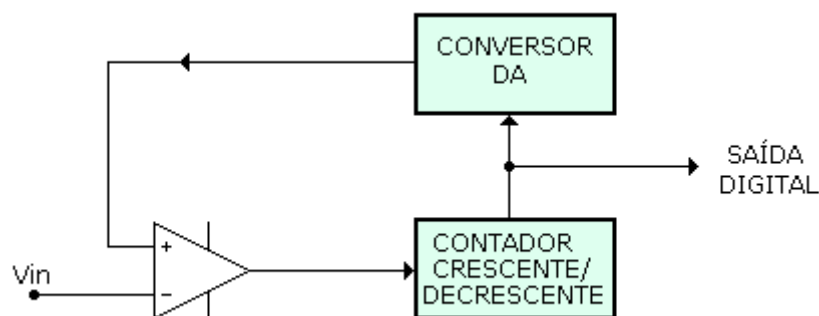 CONVERSOR
DA
SAÍDA
DIGITAL
+
Vin
-
CONTADOR
CRESCENTE/
DECRESCENTE